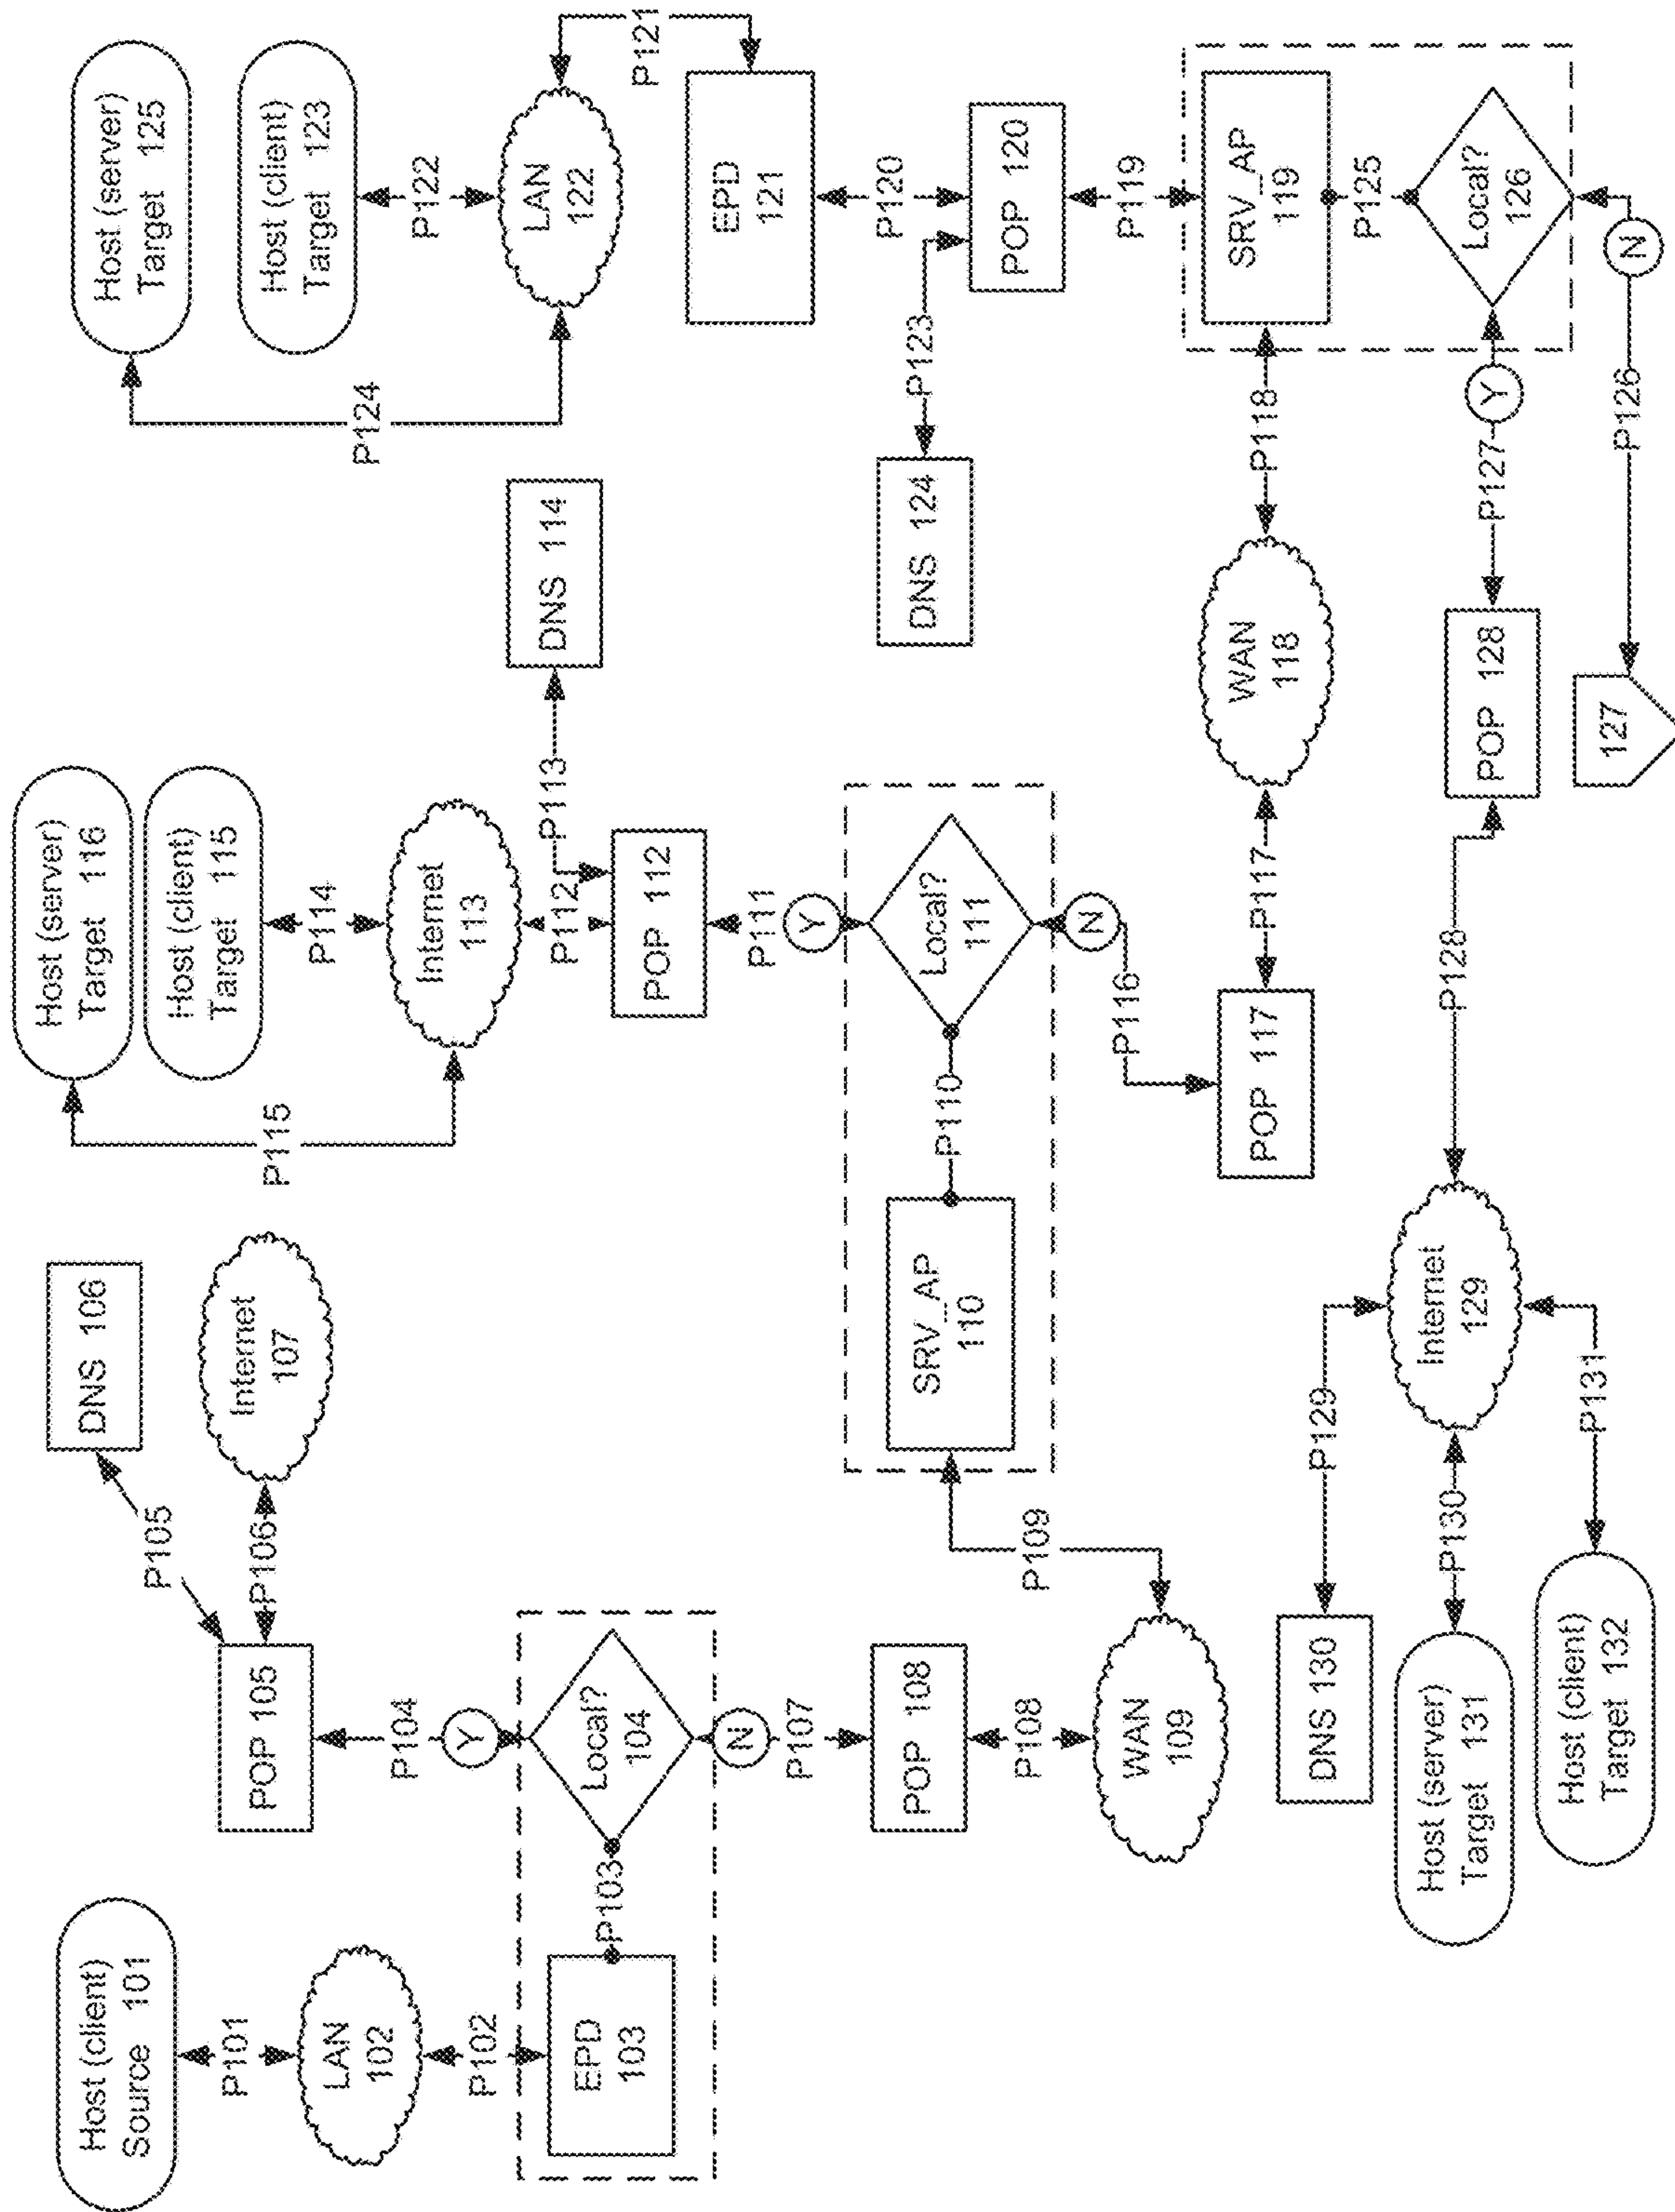 Host (client)
Source 101
P101
LAN
102
P102
EPD
103
P103
Local?
104
Y
P104
POP 105
P105
DNS 106
P106
Internet
107
N
P107
POP 108
P108
WAN
109
P109
SRV_AP
110
P110
Local?
111
Y
P111
POP 112
P112
Internet
113
P113
DNS 114
P114
Host (client)
Target 115
P115
Host (server)
Target 116
N
P116
POP 117
P117
WAN
118
P118
SRV_AP
119
P119
POP 120
P120
EPD
121
P121
LAN
122
P122
Host (client)
Target 123
P123
DNS 124
P124
Host (server)
Target 125
P125
Local?
126
N
P126
127
Y
P127
POP 128
P128
Internet
129
P129
DNS 130
P130
Host (server)
Target 131
P131
Host (client)
Target 132